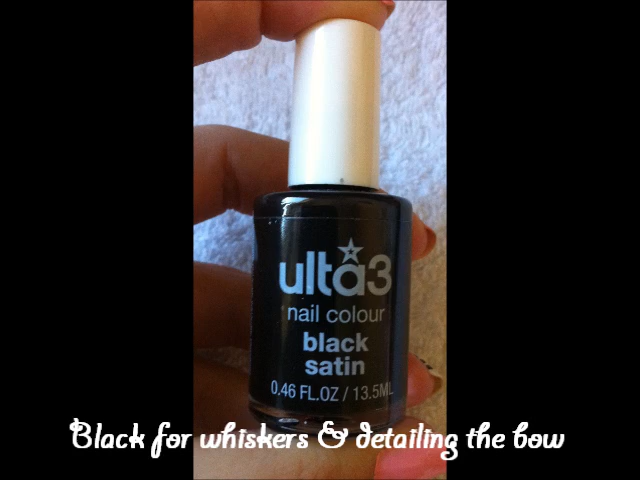 ulta3
nail colour
black
satin
0.46 FL.OZ / 13.5ML
Black for whiskers & detailing the bow